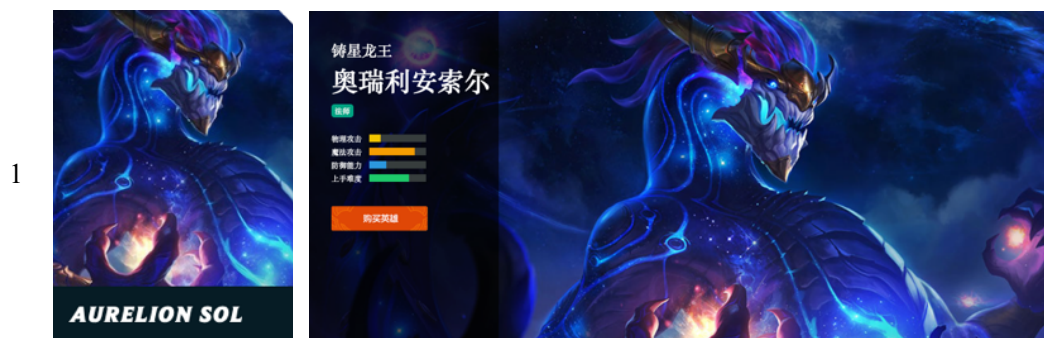 1
AURELION SOL
铸星龙王
奥瑞利安索尔
法师
物理攻击
魔法攻击
防御能力
上手难度
购买英雄